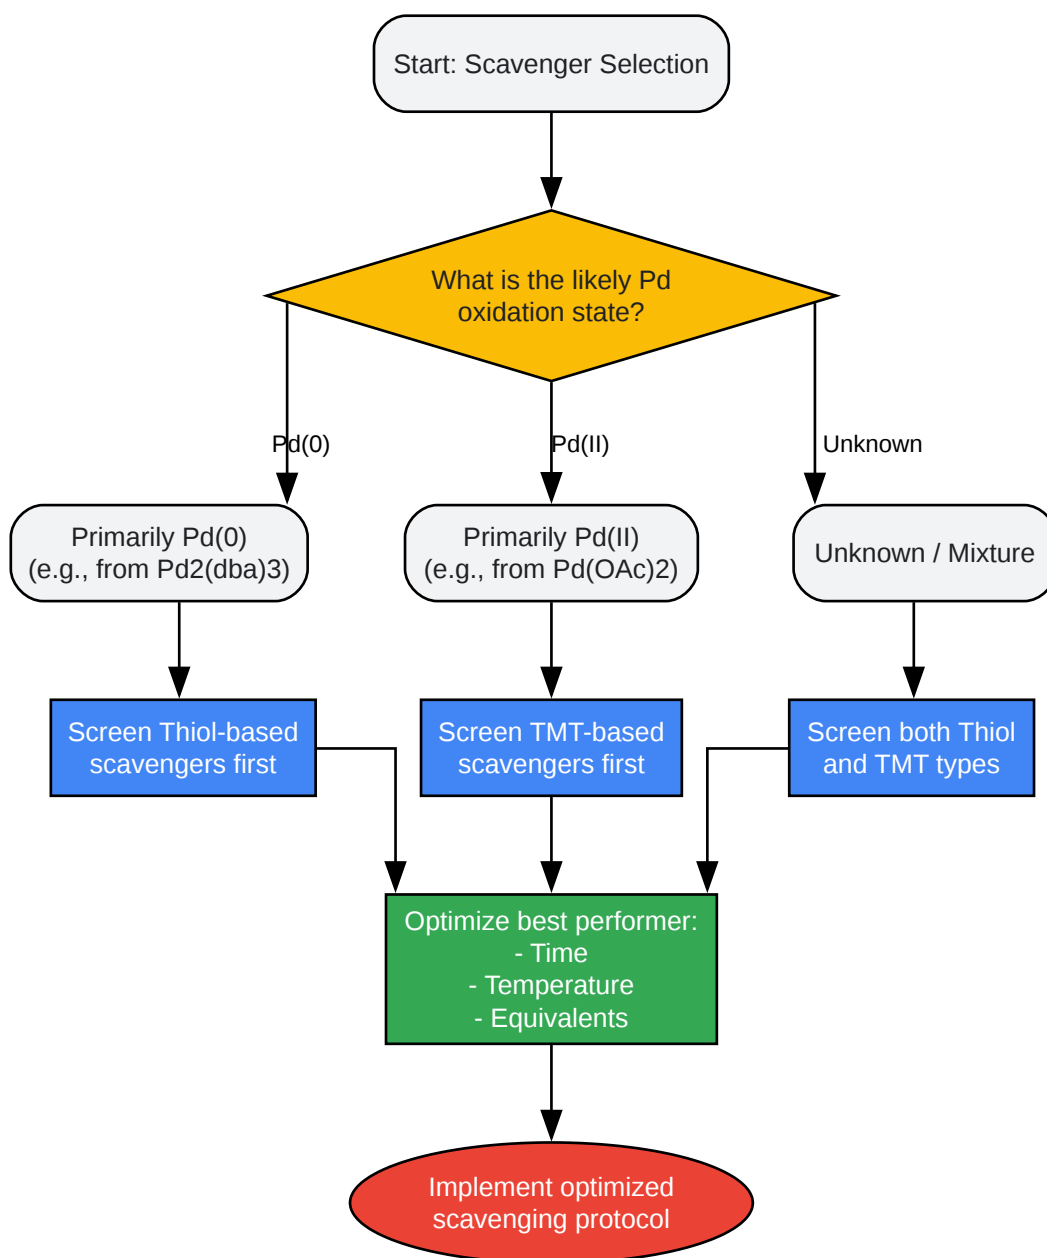 Start: Scavenger Selection
What is the likely Pd
oxidation state?
Pd(0)
Pd(II)
Unknown
Primarily Pd(0)
(e.g., from Pd2(dba)3)
Primarily Pd(II)
(e.g., from Pd(OAc)2)
Unknown / Mixture
Screen Thiol-based
scavengers first
Screen TMT-based
scavengers first
Screen both Thiol
and TMT types
Optimize best performer:
- Time
- Temperature
- Equivalents
Implement optimized
scavenging protocol